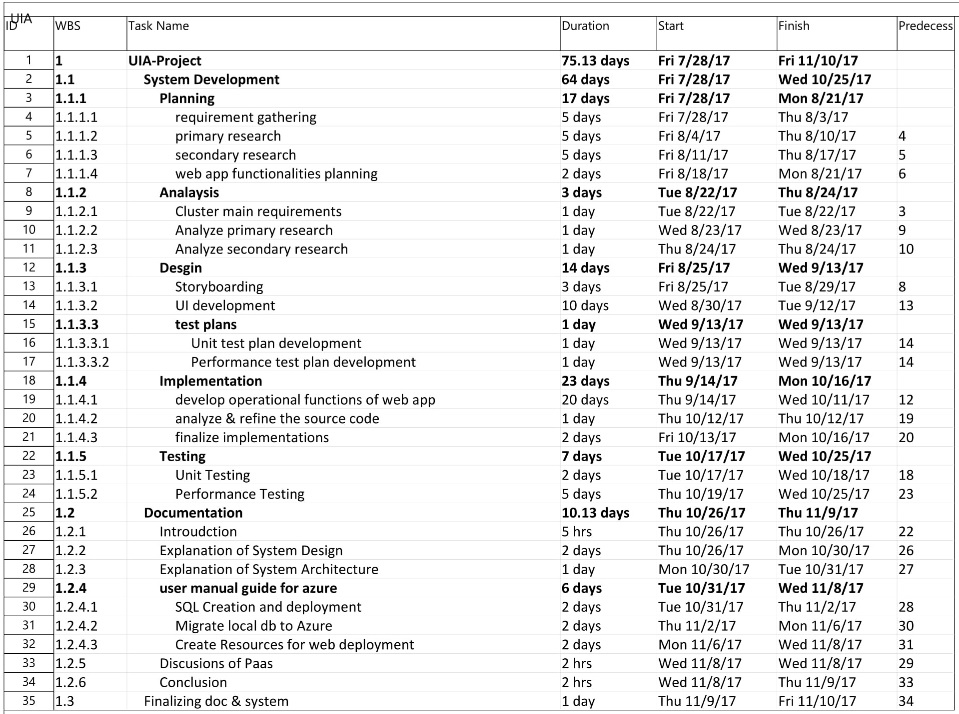 UIA
ID WBS Task Name Duration Start Finish Predecess
1 1 UIA-Project 75.13 days Fri 7/28/17 Fri 11/10/17
2 1.1 System Development 64 days Fri 7/28/17 Wed 10/25/17
3 1.1.1 Planning 17 days Fri 7/28/17 Mon 8/21/17
4 1.1.1.1 requirement gathering 5 days Fri 7/28/17 Thu 8/3/17
5 1.1.1.2 primary research 5 days Fri 8/4/17 Thu 8/10/17 4
6 1.1.1.3 secondary research 5 days Fri 8/11/17 Thu 8/17/17 5
7 1.1.1.4 web app functionalities planning 2 days Fri 8/18/17 Mon 8/21/17 6
8 1.1.2 Analaysis 3 days Tue 8/22/17 Thu 8/24/17
9 1.1.2.1 Cluster main requirements 1 day Tue 8/22/17 Tue 8/22/17 3
10 1.1.2.2 Analyze primary research 1 day Wed 8/23/17 Wed 8/23/17 9
11 1.1.2.3 Analyze secondary research 1 day Thu 8/24/17 Thu 8/24/17 10
12 1.1.3 Desgin 14 days Fri 8/25/17 Wed 9/13/17
13 1.1.3.1 Storyboarding 3 days Fri 8/25/17 Tue 8/29/17 8
14 1.1.3.2 UI development 10 days Wed 8/30/17 Tue 9/12/17 13
15 1.1.3.3 test plans 1 day Wed 9/13/17 Wed 9/13/17
16 1.1.3.3.1 Unit test plan development 1 day Wed 9/13/17 Wed 9/13/17 14
17 1.1.3.3.2 Performance test plan development 1 day Wed 9/13/17 Wed 9/13/17 14
18 1.1.4 Implementation 23 days Thu 9/14/17 Mon 10/16/17
19 1.1.4.1 develop operational functions of web app 20 days Thu 9/14/17 Wed 10/11/17 12
20 1.1.4.2 analyze & refine the source code 1 day Thu 10/12/17 Thu 10/12/17 19
21 1.1.4.3 finalize implementations 2 days Fri 10/13/17 Mon 10/16/17 20
22 1.1.5 Testing 7 days Tue 10/17/17 Wed 10/25/17
23 1.1.5.1 Unit Testing 2 days Tue 10/17/17 Wed 10/18/17 18
24 1.1.5.2 Performance Testing 5 days Thu 10/19/17 Wed 10/25/17 23
25 1.2 Documentation 10.13 days Thu 10/26/17 Thu 11/9/17
26 1.2.1 Introudction 5 hrs Thu 10/26/17 Thu 10/26/17 22
27 1.2.2 Explanation of System Design 2 days Thu 10/26/17 Mon 10/30/17 26
28 1.2.3 Explanation of System Architecture 1 day Mon 10/30/17 Tue 10/31/17 27
29 1.2.4 user manual guide for azure 6 days Tue 10/31/17 Wed 11/8/17
30 1.2.4.1 SQL Creation and deployment 2 days Tue 10/31/17 Thu 11/2/17 28
31 1.2.4.2 Migrate local db to Azure 2 days Thu 11/2/17 Mon 11/6/17 30
32 1.2.4.3 Create Resources for web deployment 2 days Mon 11/6/17 Wed 11/8/17 31
33 1.2.5 Discusions of Paas 2 hrs Wed 11/8/17 Wed 11/8/17 29
34 1.2.6 Conclusion 2 hrs Wed 11/8/17 Thu 11/9/17 33
35 1.3 Finalizing doc & system 1 day Thu 11/9/17 Fri 11/10/17 34